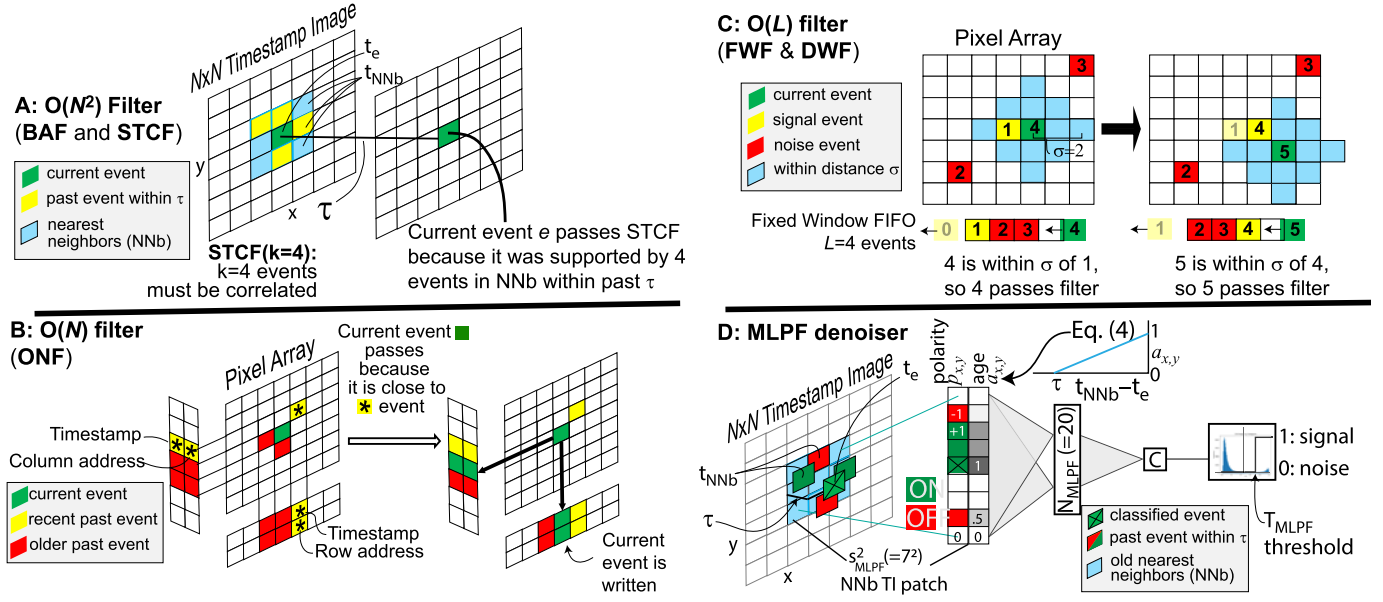 A: O(N²) Filter
(BAF and STCF)
current event
past event within τ
nearest
neighbors (NNb)
NxN Timestamp Image
tₑ
t_NNb
y
x
τ
STCF(k=4):
k=4 events
must be correlated
Current event e passes STCF
because it was supported by 4
events in NNb within past τ
B: O(N) filter
(ONF)
Pixel Array
Current event
passes
because
it is close to
* event
*
* *
*
*
Timestamp
Column address
current event
recent past event
older past event
Timestamp
Row address
Current
event is
written
C: O(L) filter
(FWF & DWF)
current event
signal event
noise event
within distance σ
Pixel Array
3
1 4
σ=2
2
3
1 4
5
2
Fixed Window FIFO
L=4 events
0 1 2 3 4
1 2 3 4 5
4 is within σ of 1,
so 4 passes filter
5 is within σ of 4,
so 5 passes filter
D: MLPF denoiser
NxN Timestamp Image
tₑ
t_NNb
τ
y
x
s²_MLPF(=7²)
NNb TI patch
polarity
p_x,y
age
a_x,y
-1
+1
1
ON
OFF
.5
0 0
Eq. (4)
1
a_x,y
0
τ
t_NNb−tₑ
N_MLPF (=20)
C
1: signal
0: noise
T_MLPF
threshold
classified event
past event within τ
old nearest
neighbors (NNb)